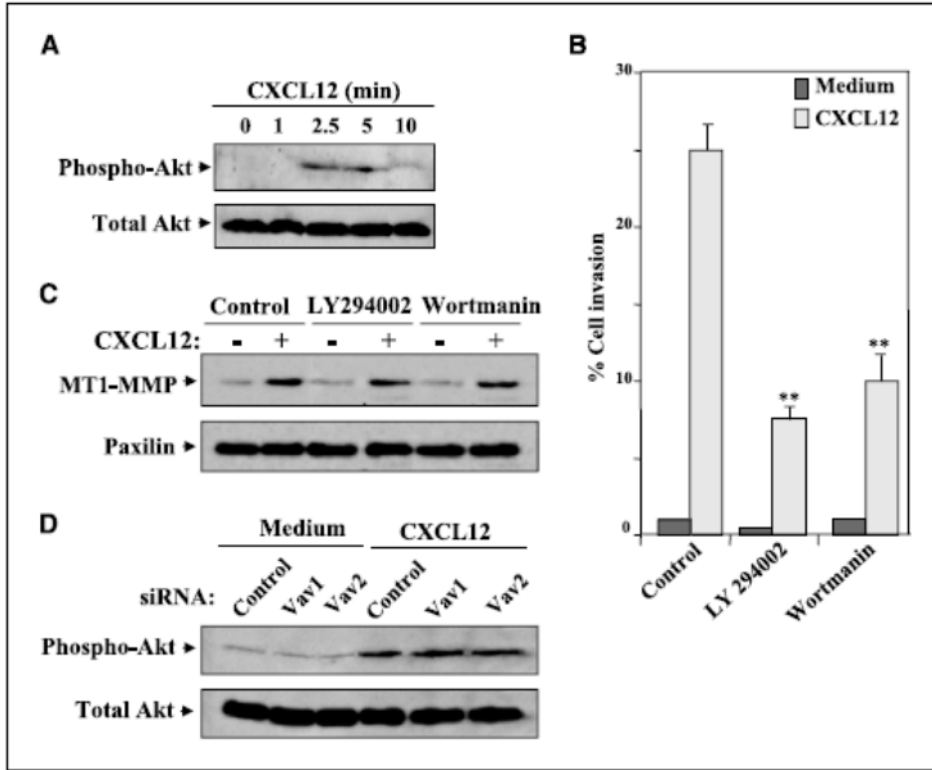 A
CXCL12 (min)
0 1 2.5 5 10
Phospho-Akt
Total Akt
B
30
20
10
0
% Cell invasion
Medium
CXCL12
Control
LY 294002
Wortmanin
**
**
C
Control LY294002 Wortmanin
CXCL12: - + - + - +
MT1-MMP
Paxilin
D
Medium CXCL12
siRNA: Control Vav1 Vav2 Control Vav1 Vav2
Phospho-Akt
Total Akt